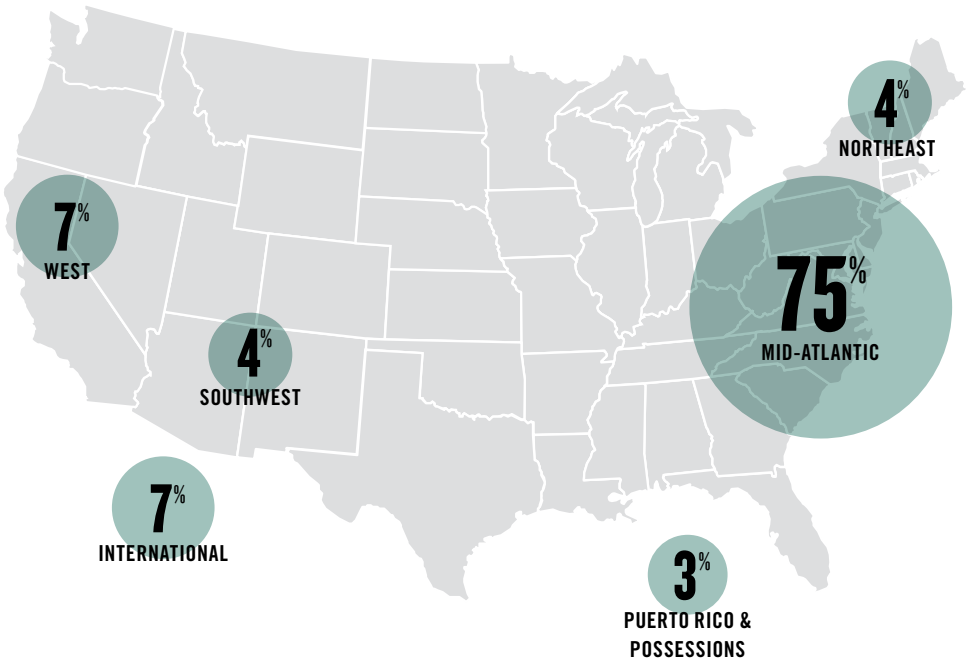 4%
NORTHEAST
7%
WEST
75%
MID-ATLANTIC
4%
SOUTHWEST
7%
INTERNATIONAL
3%
PUERTO RICO &
POSSESSIONS